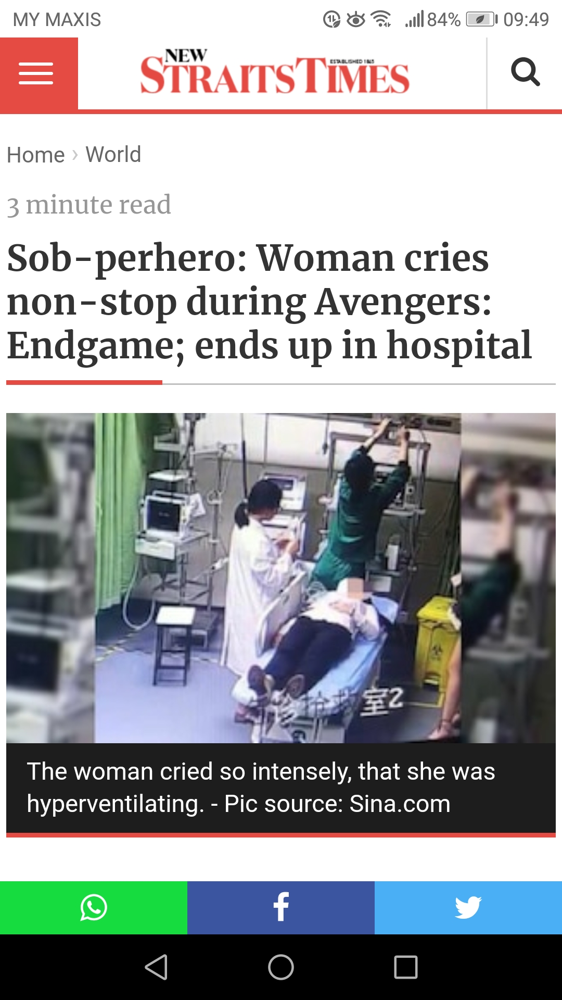 MY MAXIS 84% 09:49
NEW
STRAITS TIMES
ESTABLISHED 1845
Home › World
3 minute read
Sob-perhero: Woman cries
non-stop during Avengers:
Endgame; ends up in hospital
室2
The woman cried so intensely, that she was
hyperventilating. - Pic source: Sina.com